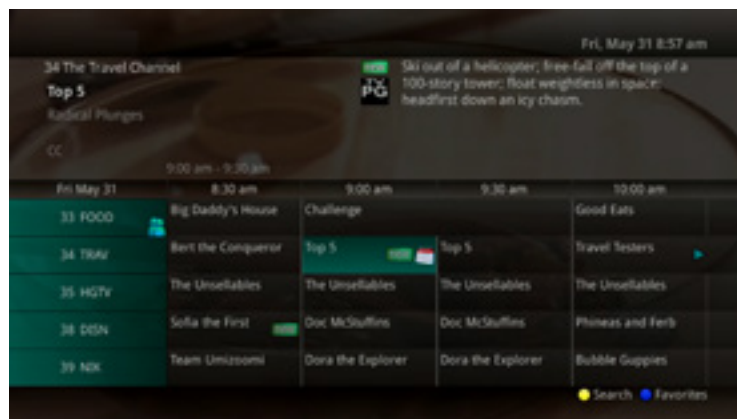 Fri, May 31 8:57 am
34 The Travel Channel
Top 5
Radical Plunges
CC
9:00 am - 9:30 am
NEW
TV
PG
Ski out of a helicopter; free-fall off the top of a
100-story tower; float weightless in space;
headfirst down an icy chasm.
Fri May 31 8:30 am 9:00 am 9:30 am 10:00 am
33 FOOD Big Daddy's House Challenge Good Eats
34 TRAV Bert the Conqueror Top 5 NEW Top 5 Travel Testers
35 HGTV The Unsellables The Unsellables The Unsellables The Unsellables
38 DISN Sofia the First NEW Doc McStuffins Doc McStuffins Phineas and Ferb
39 NIK Team Umizoomi Dora the Explorer Dora the Explorer Bubble Guppies
Search Favorites